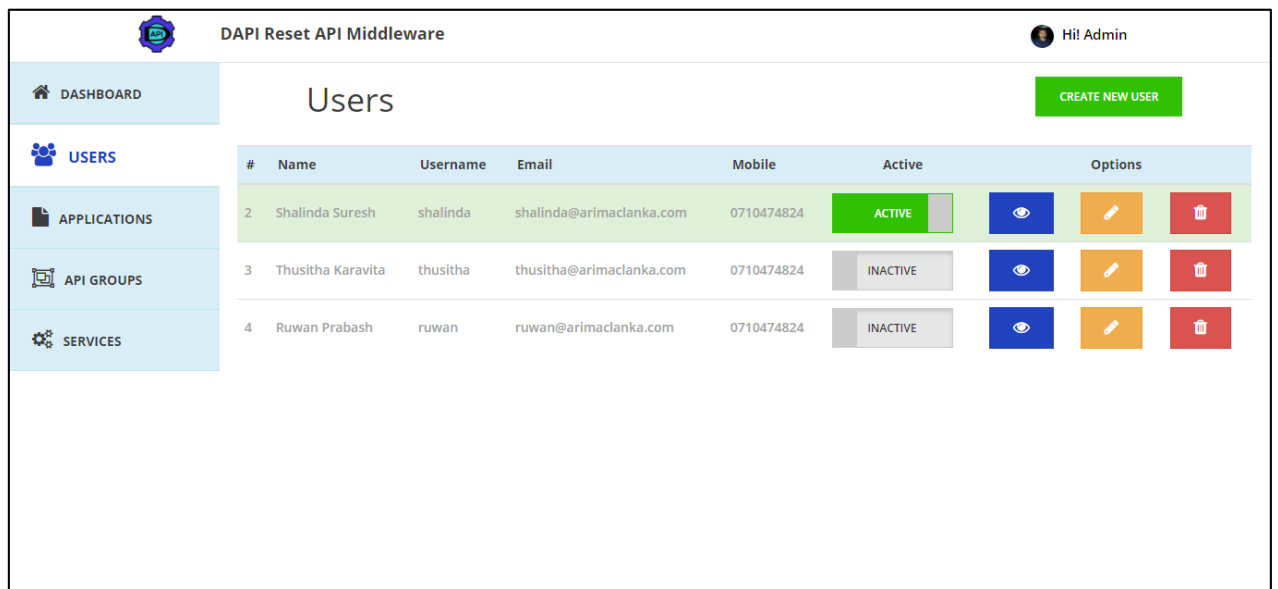 API DAPI Reset API Middleware Hi! Admin
DASHBOARD
Users
CREATE NEW USER
USERS
# Name Username Email Mobile Active Options
2 Shalinda Suresh shalinda shalinda@arimaclanka.com 0710474824 ACTIVE
APPLICATIONS
3 Thusitha Karavita thusitha thusitha@arimaclanka.com 0710474824 INACTIVE
API GROUPS
4 Ruwan Prabash ruwan ruwan@arimaclanka.com 0710474824 INACTIVE
SERVICES